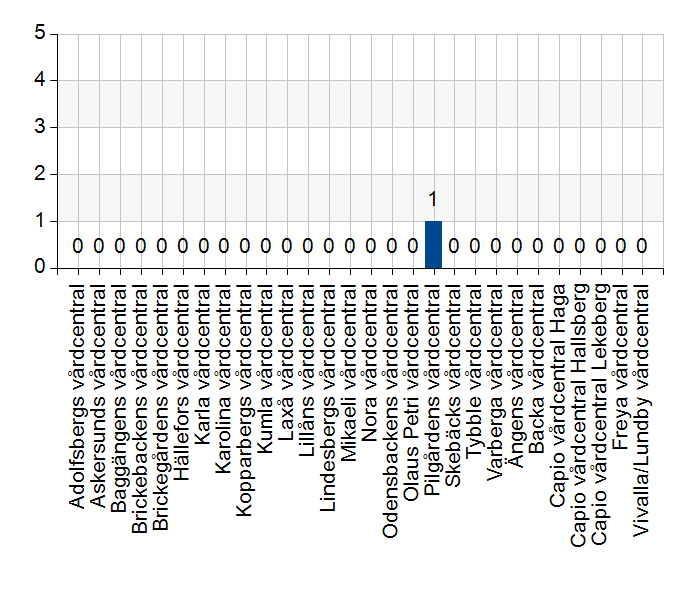 5
4
3
2
1
0
0 0 0 0 0 0 0 0 0 0 0 0 0 0 0 0 0 1 0 0 0 0 0 0 0 0 0 0
Adolfsbergs vårdcentral
Askersunds vårdcentral
Baggängens vårdcentral
Brickebackens vårdcentral
Brickegårdens vårdcentral
Hällefors vårdcentral
Karla vårdcentral
Karolina vårdcentral
Kopparbergs vårdcentral
Kumla vårdcentral
Laxå vårdcentral
Lillåns vårdcentral
Lindesbergs vårdcentral
Mikaeli vårdcentral
Nora vårdcentral
Odensbackens vårdcentral
Olaus Petri vårdcentral
Pilgårdens vårdcentral
Skebäcks vårdcentral
Tybble vårdcentral
Varberga vårdcentral
Ängens vårdcentral
Backa vårdcentral
Capio vårdcentral Haga
Capio vårdcentral Hallsberg
Capio vårdcentral Lekeberg
Freya vårdcentral
Vivalla/Lundby vårdcentral